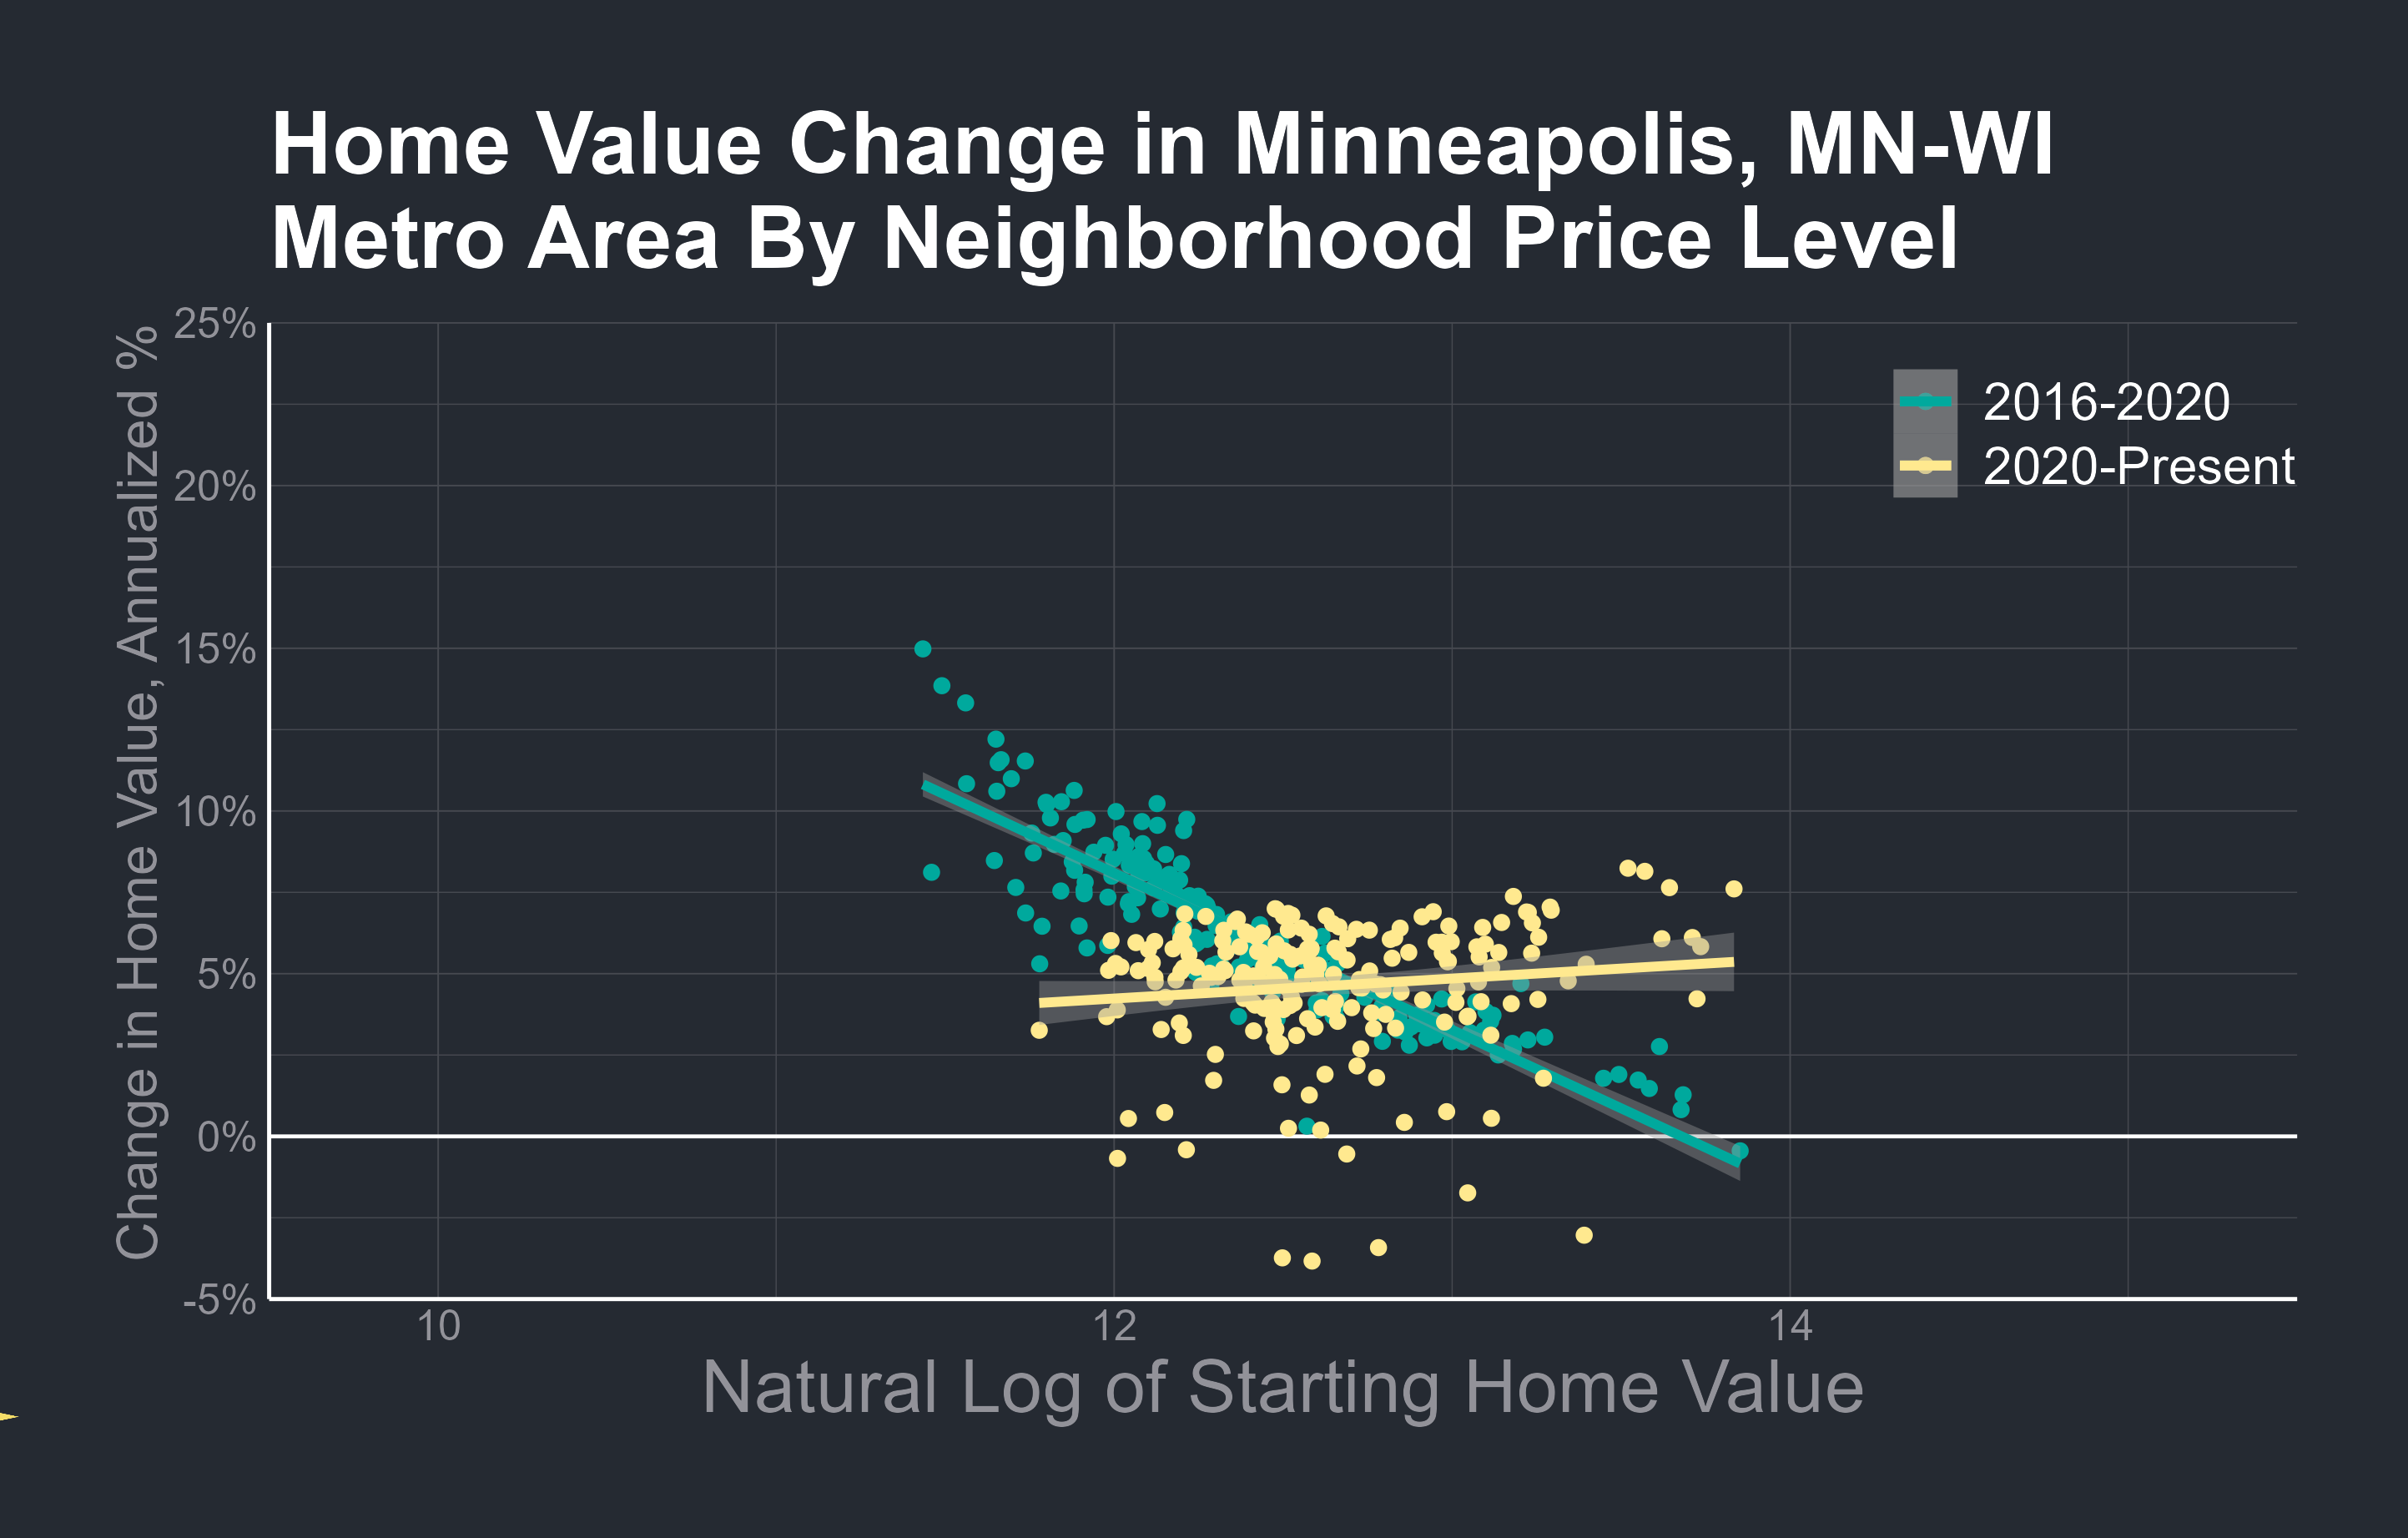 Home Value Change in Minneapolis, MN-WI
Metro Area By Neighborhood Price Level
Change in Home Value, Annualized %
25%
20%
15%
10%
5%
0%
-5%
2016-2020
2020-Present
10
12
14
Natural Log of Starting Home Value